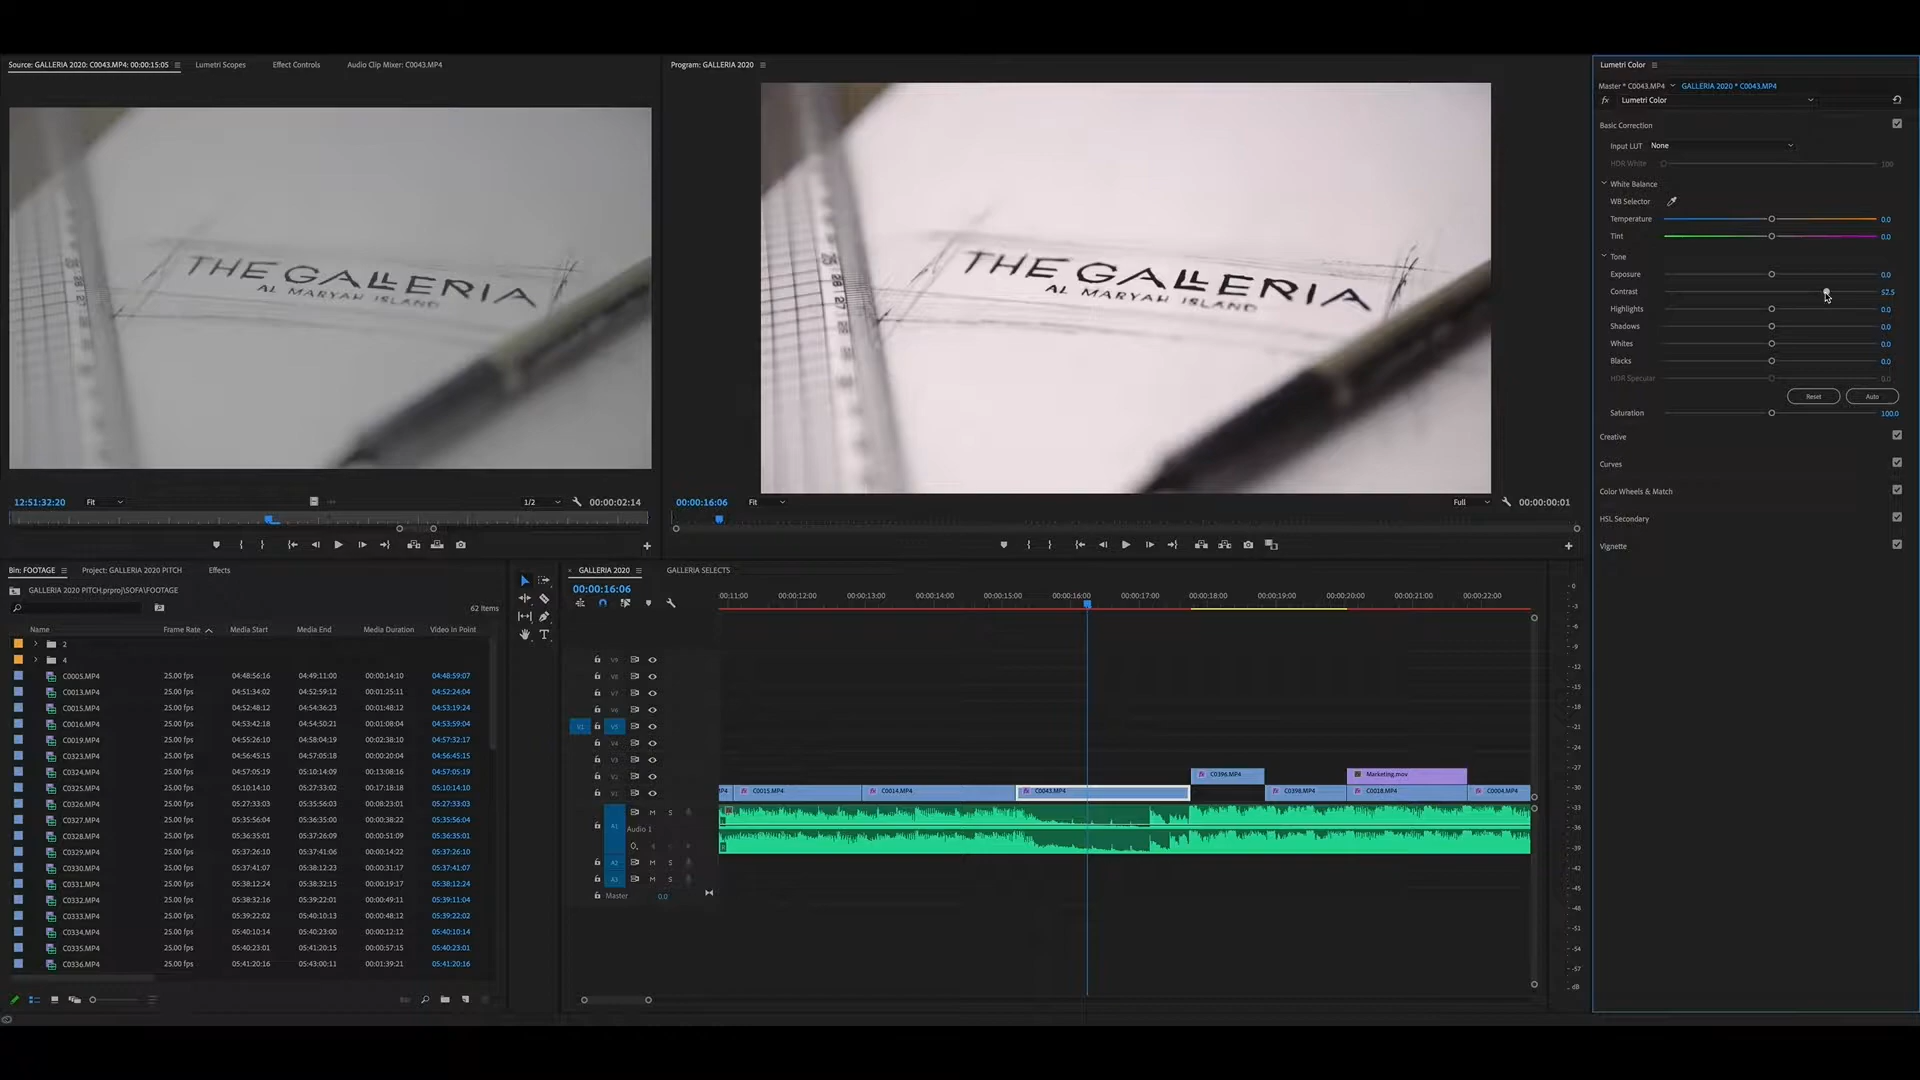 Source: GALLERIA 2020: C0043.MP4: 00:00:15:05
Lumetri Scopes
Effect Controls
Audio Clip Mixer: C0043.MP4
Program: GALLERIA 2020
Lumetri Color
Master * C0043.MP4
GALLERIA 2020 * C0043.MP4
fx
Lumetri Color
Basic Correction
Input LUT
None
HDR White
100
White Balance
WB Selector
Temperature
0.0
Tint
0.0
Tone
Exposure
0.0
Contrast
52.5
Highlights
0.0
Shadows
0.0
Whites
0.0
Blacks
0.0
HDR Specular
0.0
Reset
Auto
Saturation
100.0
Creative
Curves
Color Wheels & Match
HSL Secondary
Vignette
THE GALLERIA
AL MARYAH ISLAND
THE GALLERIA
AL MARYAH ISLAND
12:51:32:20
Fit
1/2
00:00:02:14
00:00:16:06
Fit
Full
00:00:00:01
Bin: FOOTAGE
Project: GALLERIA 2020 PITCH
Effects
GALLERIA 2020 PITCH.prproj\SOFA\FOOTAGE
62 Items
Name
Frame Rate
Media Start
Media End
Media Duration
Video In Point
2
4
C0005.MP4 25.00 fps 04:48:56:16 04:49:11:00 00:00:14:10 04:48:59:07
C0013.MP4 25.00 fps 04:51:34:02 04:52:59:12 00:01:25:11 04:52:24:04
C0015.MP4 25.00 fps 04:52:48:12 04:54:36:23 00:01:48:12 04:53:19:24
C0016.MP4 25.00 fps 04:53:42:18 04:54:50:21 00:01:08:04 04:53:59:04
C0019.MP4 25.00 fps 04:55:26:10 04:58:04:19 00:02:38:10 04:57:32:17
C0323.MP4 25.00 fps 04:56:45:15 04:57:05:18 00:00:20:04 04:56:45:15
C0324.MP4 25.00 fps 04:57:05:19 05:10:14:09 00:13:08:16 04:57:05:19
C0325.MP4 25.00 fps 05:10:14:10 05:27:33:02 00:17:18:18 05:10:14:10
C0326.MP4 25.00 fps 05:27:33:03 05:35:56:03 00:08:23:01 05:27:33:03
C0327.MP4 25.00 fps 05:35:56:04 05:36:35:00 00:00:38:22 05:35:56:04
C0328.MP4 25.00 fps 05:36:35:01 05:37:26:09 00:00:51:09 05:36:35:01
C0329.MP4 25.00 fps 05:37:26:10 05:37:41:06 00:00:14:22 05:37:26:10
C0330.MP4 25.00 fps 05:37:41:07 05:38:12:23 00:00:31:17 05:37:41:07
C0331.MP4 25.00 fps 05:38:12:24 05:38:32:15 00:00:19:17 05:38:12:24
C0332.MP4 25.00 fps 05:38:32:16 05:39:22:01 00:00:49:11 05:39:11:04
C0333.MP4 25.00 fps 05:39:22:02 05:40:10:13 00:00:48:12 05:39:22:02
C0334.MP4 25.00 fps 05:40:10:14 05:40:23:00 00:00:12:12 05:40:10:14
C0335.MP4 25.00 fps 05:40:23:01 05:41:20:15 00:00:57:15 05:40:23:01
C0336.MP4 25.00 fps 05:41:20:16 05:43:00:11 00:01:39:21 05:41:20:16
GALLERIA 2020
GALLERIA SELECTS
00:00:16:06
00:11:00 00:00:12:00 00:00:13:00 00:00:14:00 00:00:15:00 00:00:16:00 00:00:17:00 00:00:18:00 00:00:19:00 00:00:20:00 00:00:21:00 00:00:22:00
V9
V8
V7
V6
V1 V5
V4
V3
V2
C0396.MP4
Marketing.mov
V1
C0015.MP4
C0014.MP4
C0043.MP4
C0398.MP4
C0018.MP4
C0004.MP4
M S
A1
Audio 1
A2 M S
A3 M S
Master 0.0
0
-3
-6
-9
-12
-15
-18
-21
-24
-27
-30
-33
-36
-39
-42
-45
-48
-51
-54
-57
dB